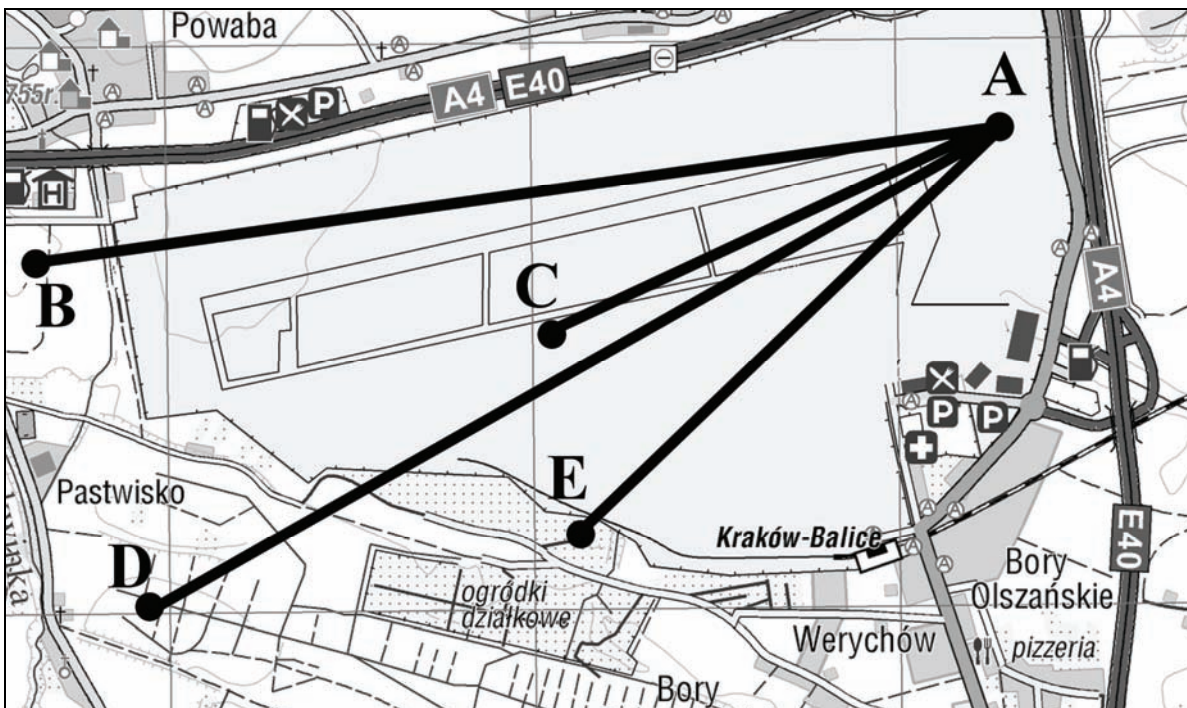 Powaba
A
755r.
P
A4
E40
H
B
C
A4
P
P
Pastwisko
E
Kraków-Balice
E40
D
ogródki
działkowe
Bory
Olszańskie
Werychów
pizzeria
Bory